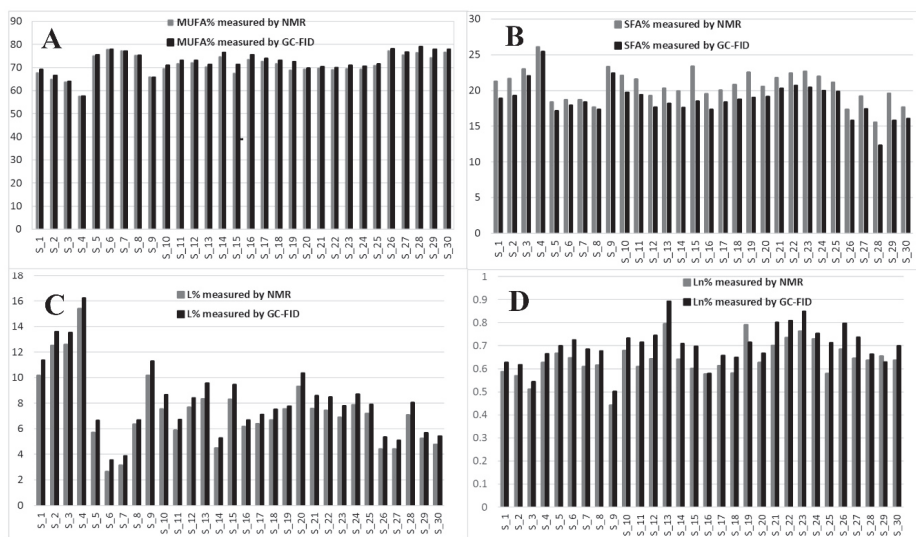 A
MUFA% measured by NMR
MUFA% measured by GC-FID
90
80
70
60
50
40
30
20
10
0
S_1 S_2 S_3 S_4 S_5 S_6 S_7 S_8 S_9 S_10 S_11 S_12 S_13 S_14 S_15 S_16 S_17 S_18 S_19 S_20 S_21 S_22 S_23 S_24 S_25 S_26 S_27 S_28 S_29 S_30
B
SFA% measured by NMR
SFA% measured by GC-FID
30
25
20
15
10
5
0
S_1 S_2 S_3 S_4 S_5 S_6 S_7 S_8 S_9 S_10 S_11 S_12 S_13 S_14 S_15 S_16 S_17 S_18 S_19 S_20 S_21 S_22 S_23 S_24 S_25 S_26 S_27 S_28 S_29 S_30
C
L% measured by NMR
L% measured by GC-FID
18
16
14
12
10
8
6
4
2
0
S_1 S_2 S_3 S_4 S_5 S_6 S_7 S_8 S_9 S_10 S_11 S_12 S_13 S_14 S_15 S_16 S_17 S_18 S_19 S_20 S_21 S_22 S_23 S_24 S_25 S_26 S_27 S_28 S_29 S_30
D
Ln% measured by NMR
Ln% measured by GC-FID
1
0.9
0.8
0.7
0.6
0.5
0.4
0.3
0.2
0.1
0
S_1 S_2 S_3 S_4 S_5 S_6 S_7 S_8 S_9 S_10 S_11 S_12 S_13 S_14 S_15 S_16 S_17 S_18 S_19 S_20 S_21 S_22 S_23 S_24 S_25 S_26 S_27 S_28 S_29 S_30